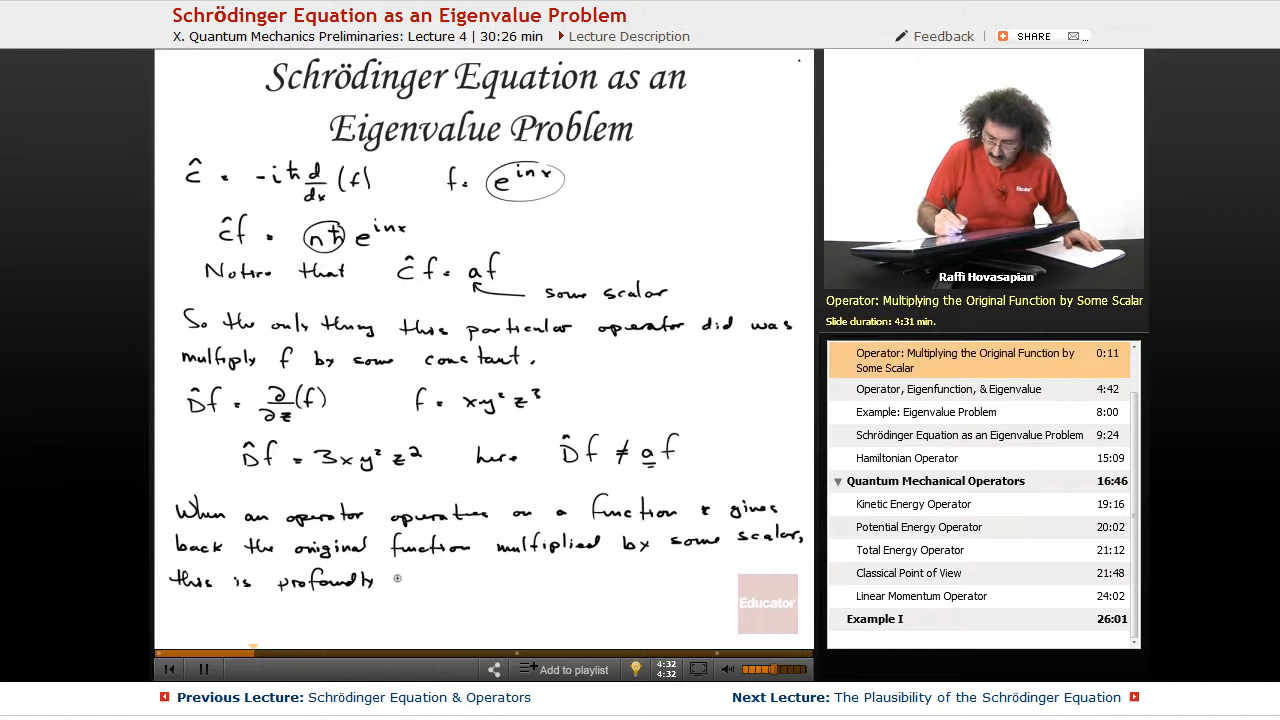 Schrödinger Equation as an Eigenvalue Problem
X. Quantum Mechanics Preliminaries: Lecture 4 | 30:26 min
Lecture Description
Feedback
SHARE
Schrödinger Equation as an
Eigenvalue Problem
ĉ = -iħ d/dx (f) f = e^inx
ĉf = nħ e^inx
Notice that ĉf = af
some scalar
So the only thing this particular operator did was
multiply f by some constant.
D̂f = ∂/∂z (f) f = xy²z³
D̂f = 3xy²z² here D̂f ≠ af
When an operator operates on a function & gives
back the original function multiplied by some scalar,
this is profoundly
Educator
Educator
Raffi Hovasapian
Operator: Multiplying the Original Function by Some Scalar
Slide duration: 4:31 min.
Operator: Multiplying the Original Function by 0:11
Some Scalar
Operator, Eigenfunction, & Eigenvalue 4:42
Example: Eigenvalue Problem 8:00
Schrödinger Equation as an Eigenvalue Problem 9:24
Hamiltonian Operator 15:09
Quantum Mechanical Operators 16:46
Kinetic Energy Operator 19:16
Potential Energy Operator 20:02
Total Energy Operator 21:12
Classical Point of View 21:48
Linear Momentum Operator 24:02
Example I 26:01
Add to playlist
4:32
4:32
Previous Lecture: Schrödinger Equation & Operators
Next Lecture: The Plausibility of the Schrödinger Equation